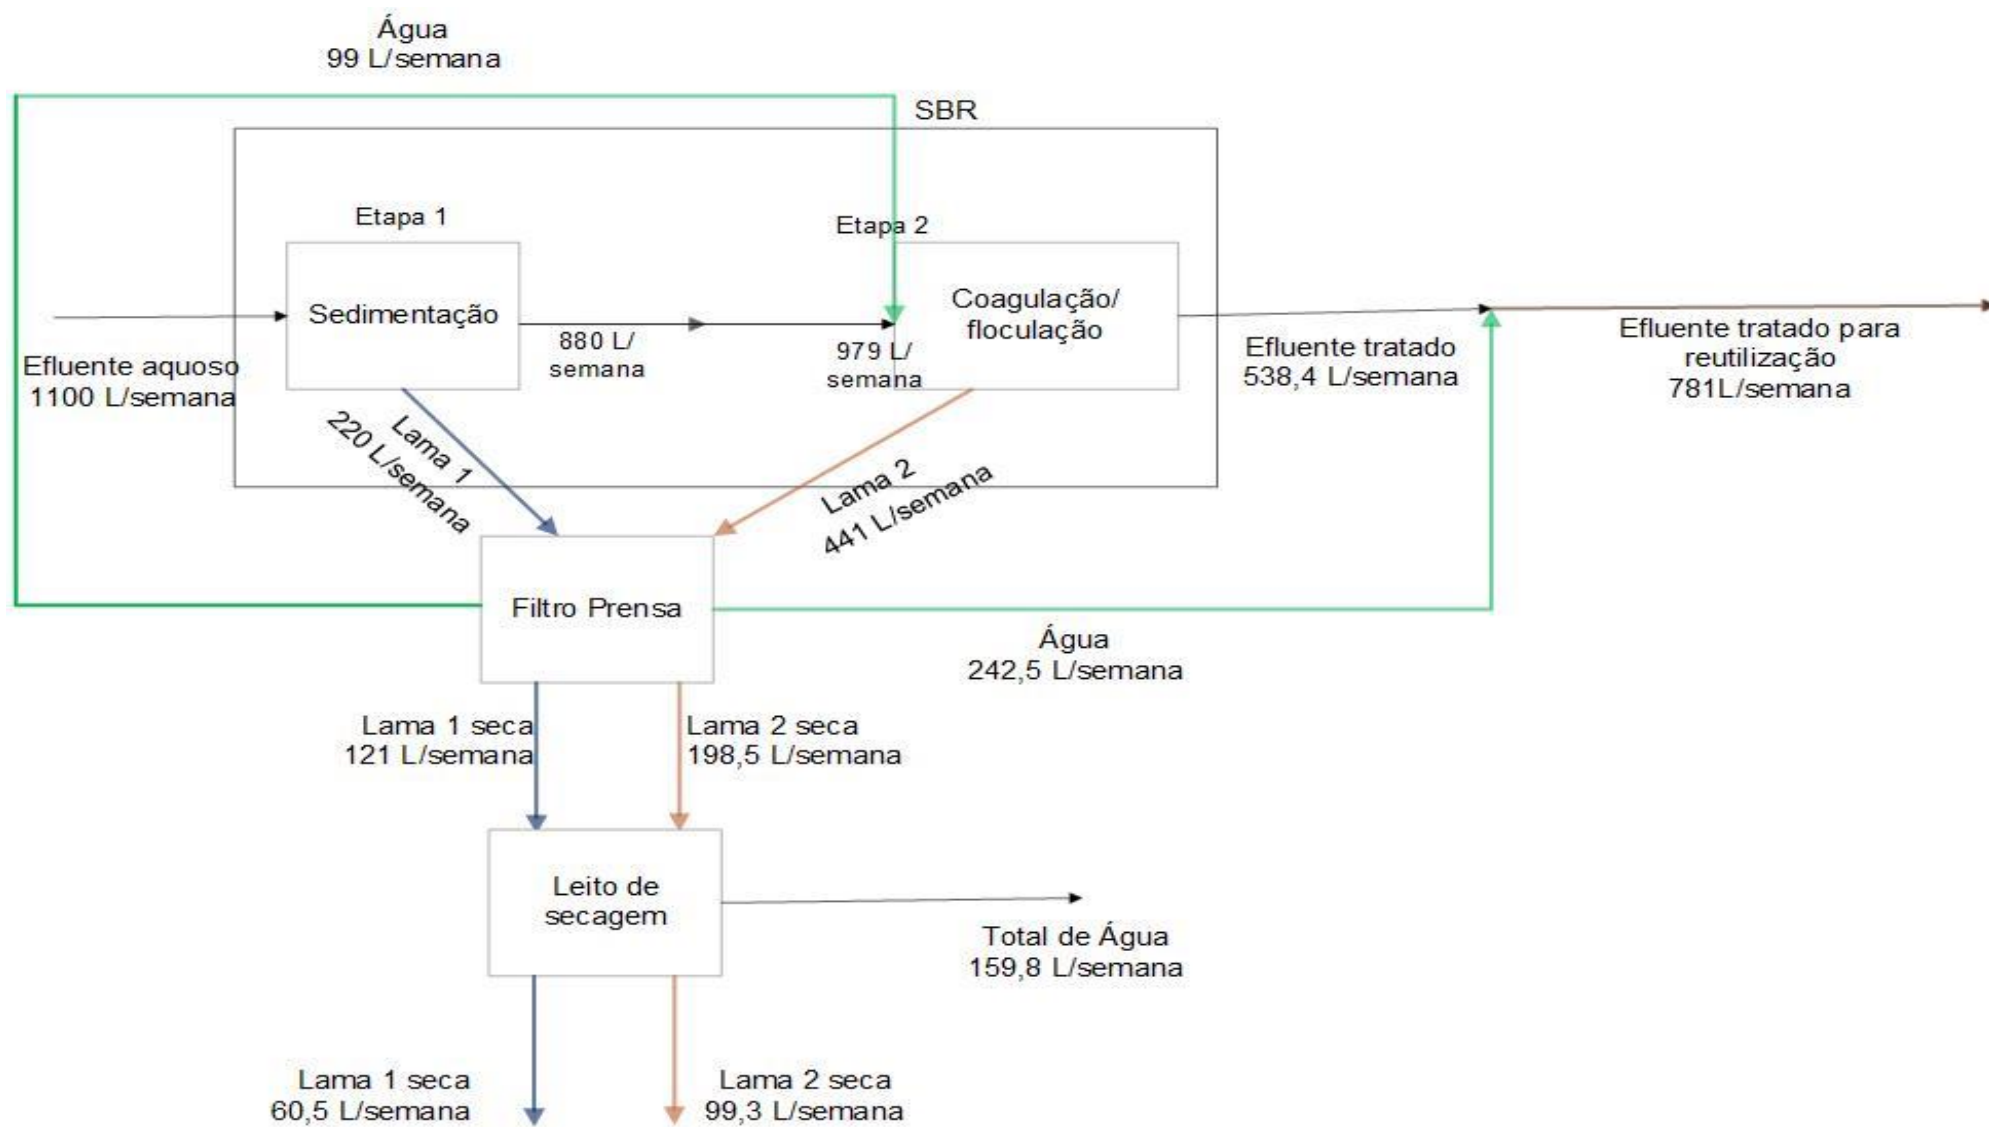 Água
99 L/semana
SBR
Etapa 1
Etapa 2
Sedimentação
Coagulação/
floculação
880 L/
semana
979 L/
semana
Efluente aquoso
1100 L/semana
Efluente tratado
538,4 L/semana
Efluente tratado para
reutilização
781L/semana
Lama 1
220 L/semana
Lama 2
441 L/semana
Filtro Prensa
Água
242,5 L/semana
Lama 1 seca
121 L/semana
Lama 2 seca
198,5 L/semana
Leito de
secagem
Total de Água
159,8 L/semana
Lama 1 seca
60,5 L/semana
Lama 2 seca
99,3 L/semana